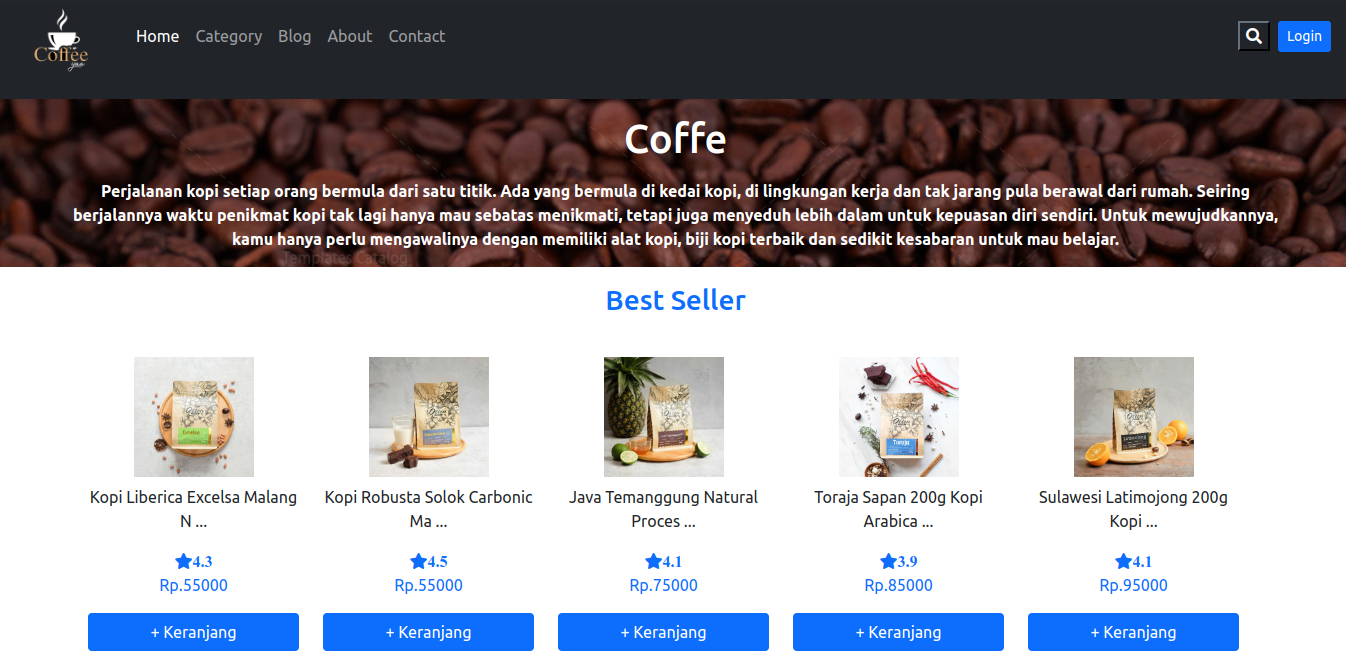 Coffee
Home Category Blog About Contact
Login
Coffe
Perjalanan kopi setiap orang bermula dari satu titik. Ada yang bermula di kedai kopi, di lingkungan kerja dan tak jarang pula berawal dari rumah. Seiring
berjalannya waktu penikmat kopi tak lagi hanya mau sebatas menikmati, tetapi juga menyeduh lebih dalam untuk kepuasan diri sendiri. Untuk mewujudkannya,
kamu hanya perlu mengawalinya dengan memiliki alat kopi, biji kopi terbaik dan sedikit kesabaran untuk mau belajar.
Templates Catalog
Best Seller
Toraja
Kopi Liberica Excelsa Malang
N ...
4.3
Rp.55000
+ Keranjang
Kopi Robusta Solok Carbonic
Ma ...
4.5
Rp.55000
+ Keranjang
Java Temanggung Natural
Proces ...
4.1
Rp.75000
+ Keranjang
Toraja Sapan 200g Kopi
Arabica ...
3.9
Rp.85000
+ Keranjang
Sulawesi Latimojong 200g
Kopi ...
4.1
Rp.95000
+ Keranjang